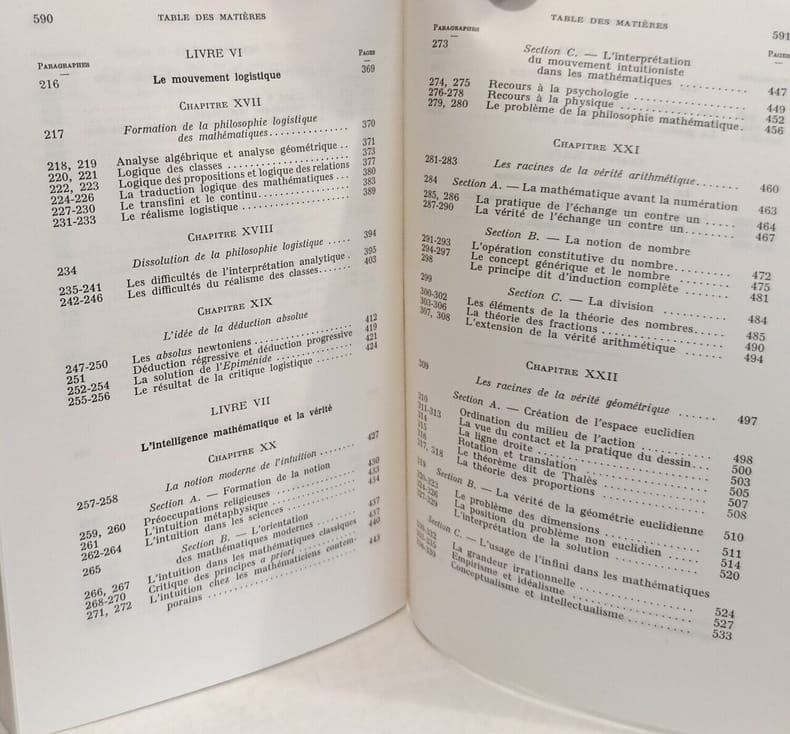 590
TABLE DES MATIÈRES
LIVRE VI
PARAGRAPHES PAGES
216 Le mouvement logistique 369
CHAPITRE XVII
217 Formation de la philosophie logistique
des mathématiques 370
218, 219 Analyse algébrique et analyse géométrique 371
220, 221 Logique des classes 373
222, 223 Logique des propositions et logique des relations 377
224-226 La traduction logique des mathématiques 380
227-230 Le transfini et le continu 383
231-233 Le réalisme logistique 389
CHAPITRE XVIII
234 Dissolution de la philosophie logistique 394
235-241 Les difficultés de l'interprétation analytique 395
242-246 Les difficultés du réalisme des classes 403
CHAPITRE XIX
L'idée de la déduction absolue 412
247-250 Les absolus newtoniens 419
251 Déduction régressive et déduction progressive 421
252-254 La solution de l'Epiménide 424
255-256 Le résultat de la critique logistique
LIVRE VII
L'intelligence mathématique et la vérité
CHAPITRE XX
257-258 La notion moderne de l'intuition 427
Section A. — Formation de la notion
259, 260 Préoccupations religieuses 430
261 L'intuition métaphysique 433
262-264 L'intuition dans les sciences 434
265 Section B. — L'orientation
des mathématiques modernes 437
266, 267 L'intuition dans les mathématiques classiques 437
268-270 Critique des principes a priori 440
271, 272 L'intuition chez les mathématiciens contem-
porains 443
TABLE DES MATIÈRES
591
PARAGRAPHES PAGES
273 Section C. — L'interprétation
du mouvement intuitioniste
dans les mathématiques 447
274, 275 Recours à la psychologie 449
276-278 Recours à la physique 452
279, 280 Le problème de la philosophie mathématique. 456
CHAPITRE XXI
281-283 Les racines de la vérité arithmétique 460
284 Section A. — La mathématique avant la numération 463
285, 286 La pratique de l'échange un contre un 464
287-290 La vérité de l'échange un contre un 467
Section B. — La notion de nombre
291-293 L'opération constitutive du nombre 472
294-297 Le concept générique et le nombre 475
298 Le principe dit d'induction complète 481
299 Section C. — La division 484
300-302 Les éléments de la théorie des nombres 485
303-306 La théorie des fractions 490
307, 308 L'extension de la vérité arithmétique 494
CHAPITRE XXII
309 Les racines de la vérité géométrique 497
310 Section A. — Création de l'espace euclidien
311-313 Ordination du milieu de l'action 498
314 La vue du contact et la pratique du dessin 500
315 La ligne droite 503
316 Rotation et translation 505
317, 318 Le théorème dit de Thalès 507
La théorie des proportions 508
319 Section B. — La vérité de la géométrie euclidienne 510
320-323 Le problème des dimensions 511
324-326 La position du problème non euclidien 514
327-329 L'interprétation de la solution 520
Section C. — L'usage de l'infini dans les mathématiques
La grandeur irrationnelle 524
Empirisme et idéalisme 527
Conceptualisme et intellectualisme 533